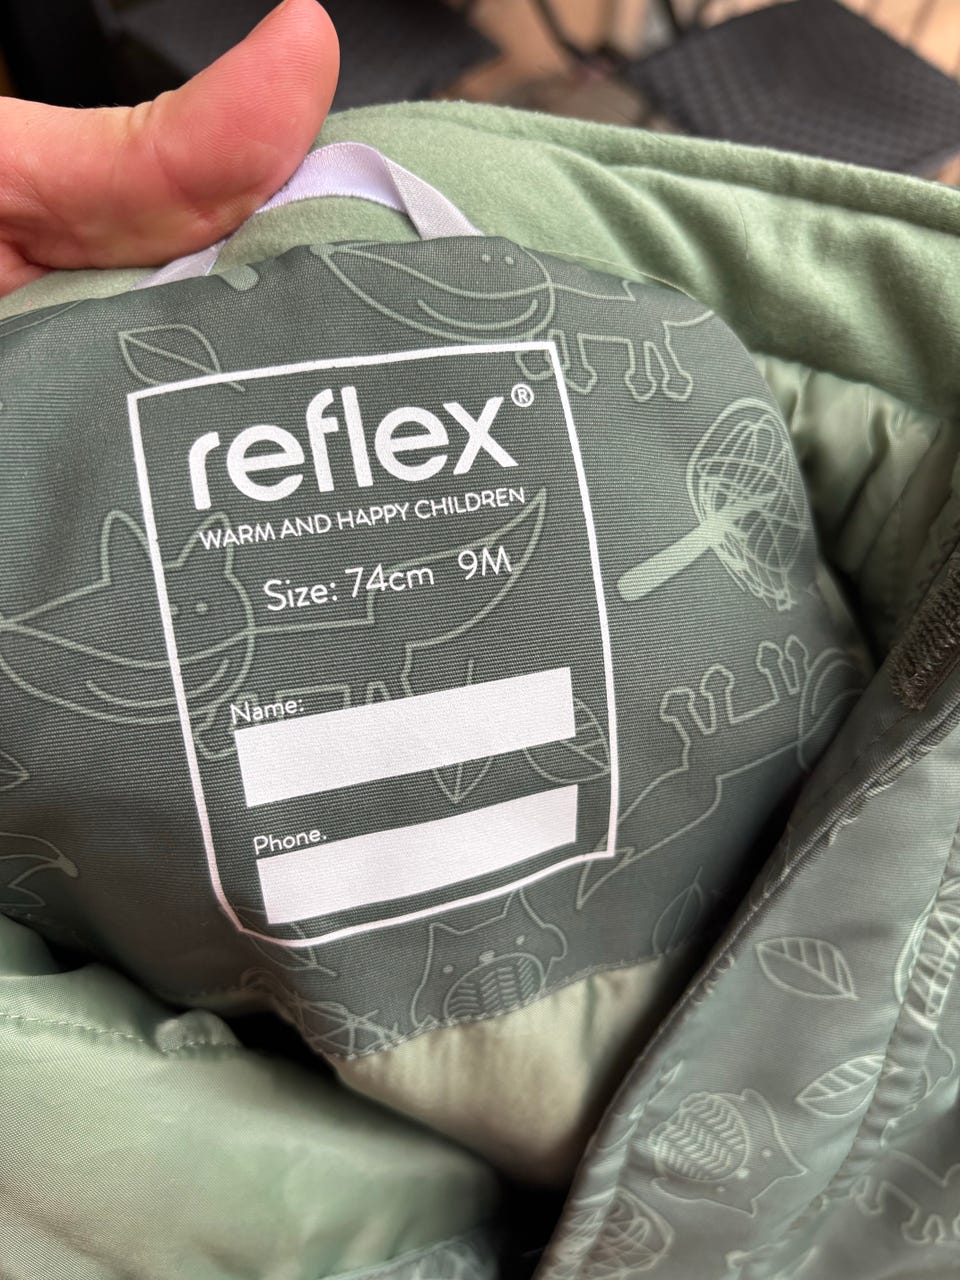 reflex®
WARM AND HAPPY CHILDREN
Size: 74cm 9M
Name:
Phone: